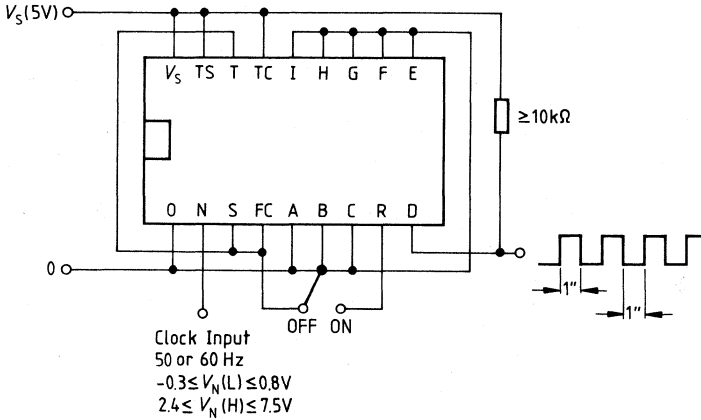 V_S(5V)
V_S TS T TC I H G F E
≥10kΩ
O N S FC A B C R D
0
1" 1"
OFF ON
Clock Input
50 or 60 Hz
-0.3≤V_N(L)≤0.8V
2.4≤ V_N (H)≤7.5V